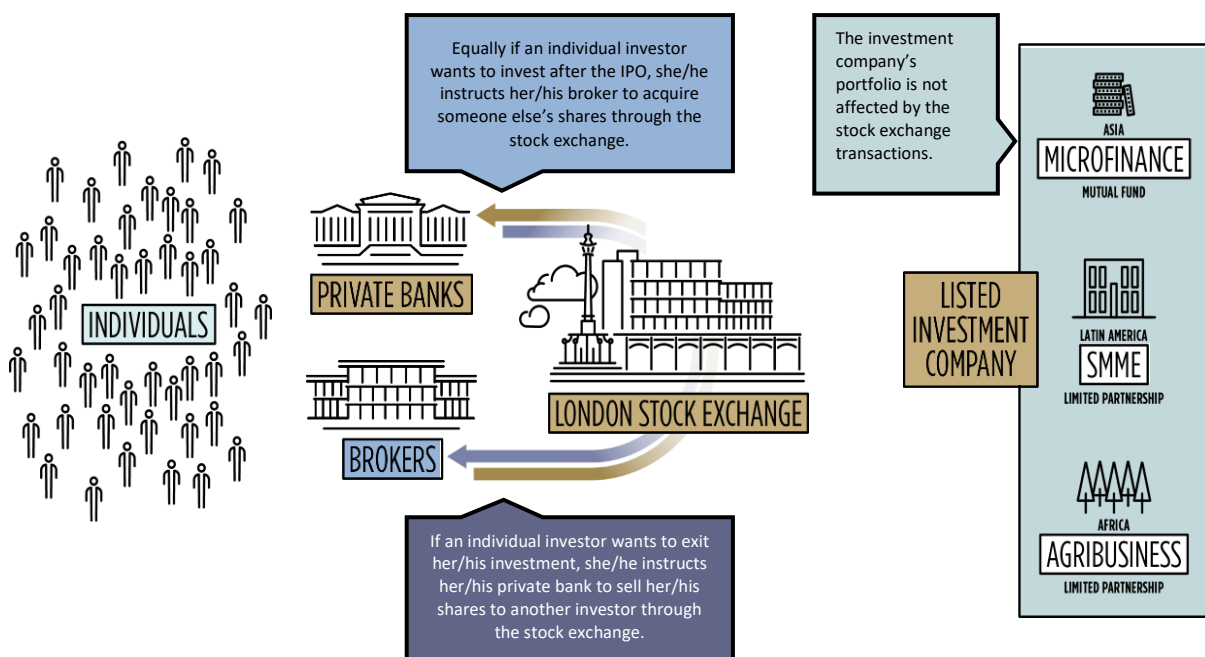 Equally if an individual investor
wants to invest after the IPO, she/he
instructs her/his broker to acquire
someone else’s shares through the
stock exchange.
The investment
company’s
portfolio is not
affected by the
stock exchange
transactions.
INDIVIDUALS
PRIVATE BANKS
BROKERS
LONDON STOCK EXCHANGE
If an individual investor wants to exit
her/his investment, she/he instructs
her/his private bank to sell her/his
shares to another investor through
the stock exchange.
LISTED
INVESTMENT
COMPANY
ASIA
MICROFINANCE
MUTUAL FUND
LATIN AMERICA
SMME
LIMITED PARTNERSHIP
AFRICA
AGRIBUSINESS
LIMITED PARTNERSHIP